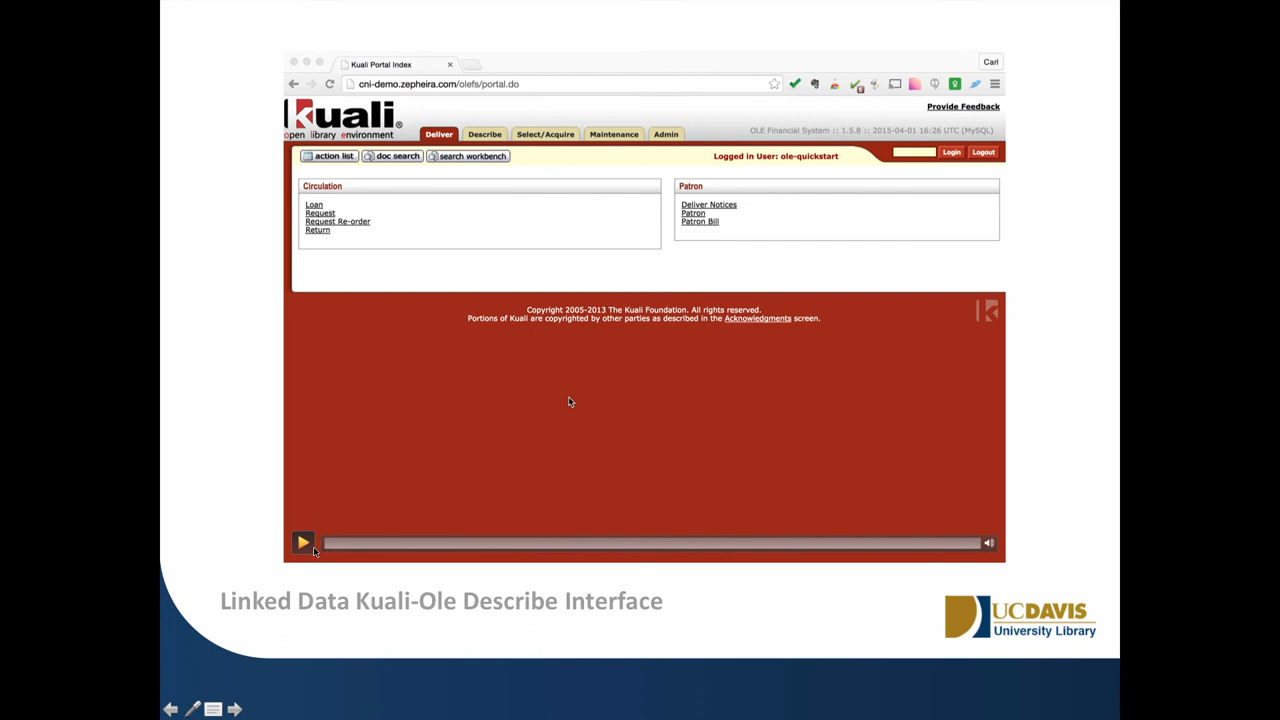 Kuali Portal Index
Carl
cni-demo.zepheira.com/olefs/portal.do
kuali®
open library environment
Provide Feedback
Deliver Describe Select/Acquire Maintenance Admin
OLE Financial System :: 1.5.8 :: 2015-04-01 16:26 UTC (MySQL)
action list doc search search workbench
Logged in User: ole-quickstart
Login Logout
Circulation
Loan
Request
Request Re-order
Return
Patron
Deliver Notices
Patron
Patron Bill
Copyright 2005-2013 The Kuali Foundation. All rights reserved.
Portions of Kuali are copyrighted by other parties as described in the Acknowledgments screen.
Linked Data Kuali-Ole Describe Interface
UCDAVIS
University Library